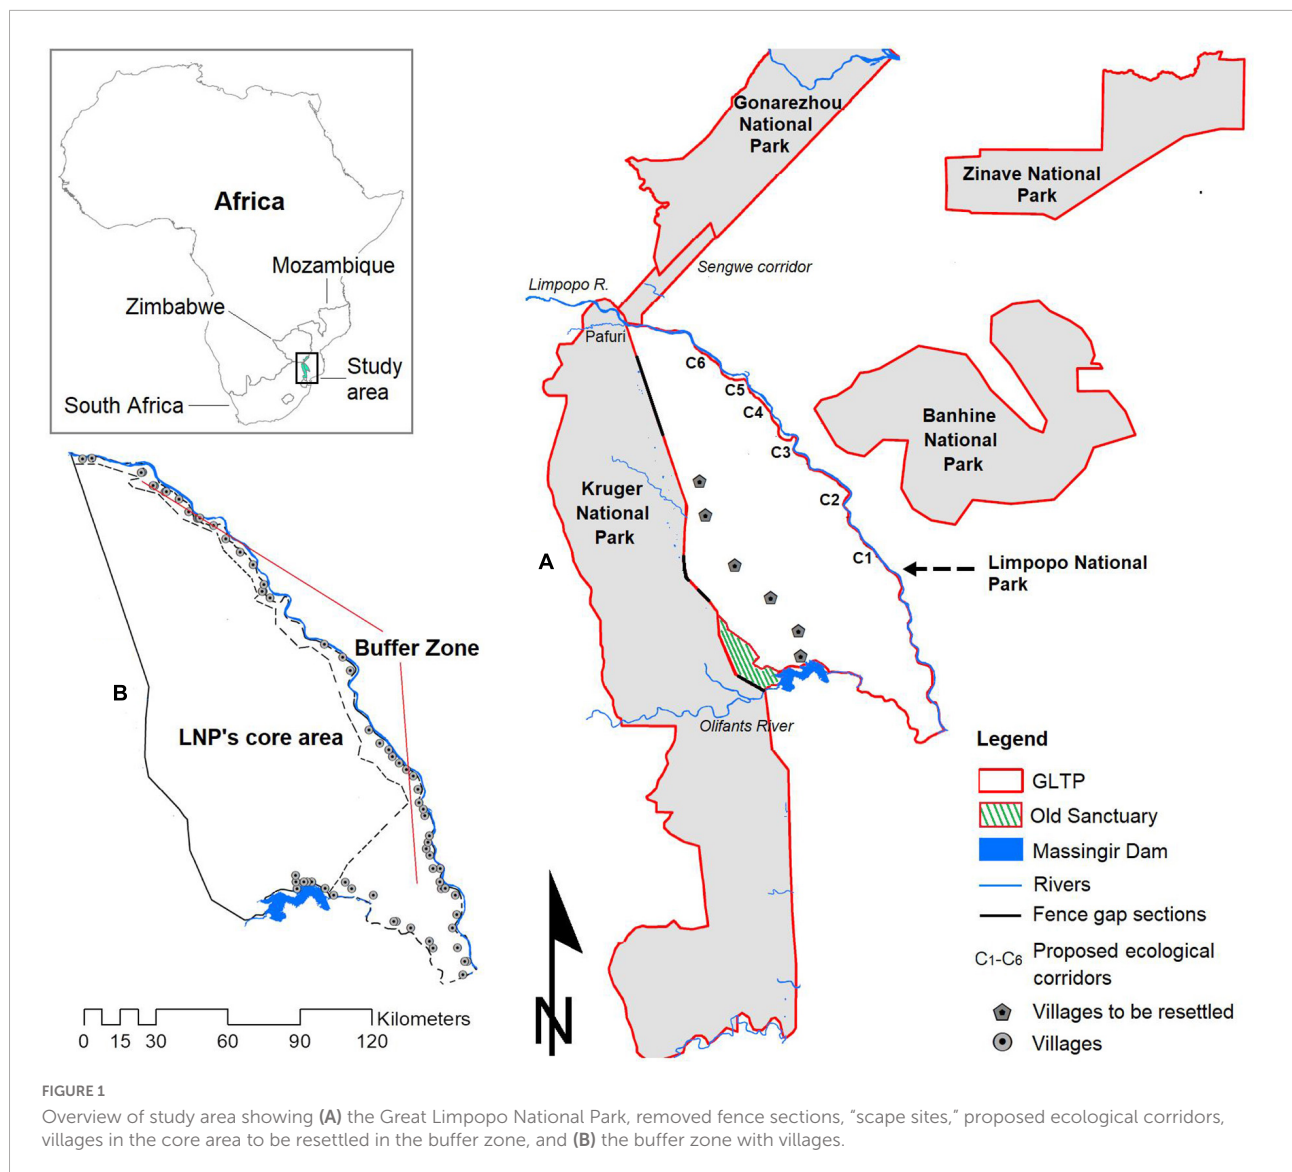 Africa
Mozambique
Zimbabwe
Study
area
South Africa
Gonarezhou
National
Park
Zinave National
Park
Sengwe corridor
Limpopo R.
Pafuri
C6
C5
C4
C3
C2
C1
Banhine
National
Park
Kruger
National
Park
A
Limpopo National
Park
Olifants River
Buffer Zone
B
LNP's core area
Kilometers
0 15 30 60 90 120
N
Legend
GLTP
Old Sanctuary
Massingir Dam
Rivers
Fence gap sections
C1-C6 Proposed ecological
corridors
Villages to be resettled
Villages
FIGURE 1
Overview of study area showing (A) the Great Limpopo National Park, removed fence sections, "scape sites," proposed ecological corridors,
villages in the core area to be resettled in the buffer zone, and (B) the buffer zone with villages.